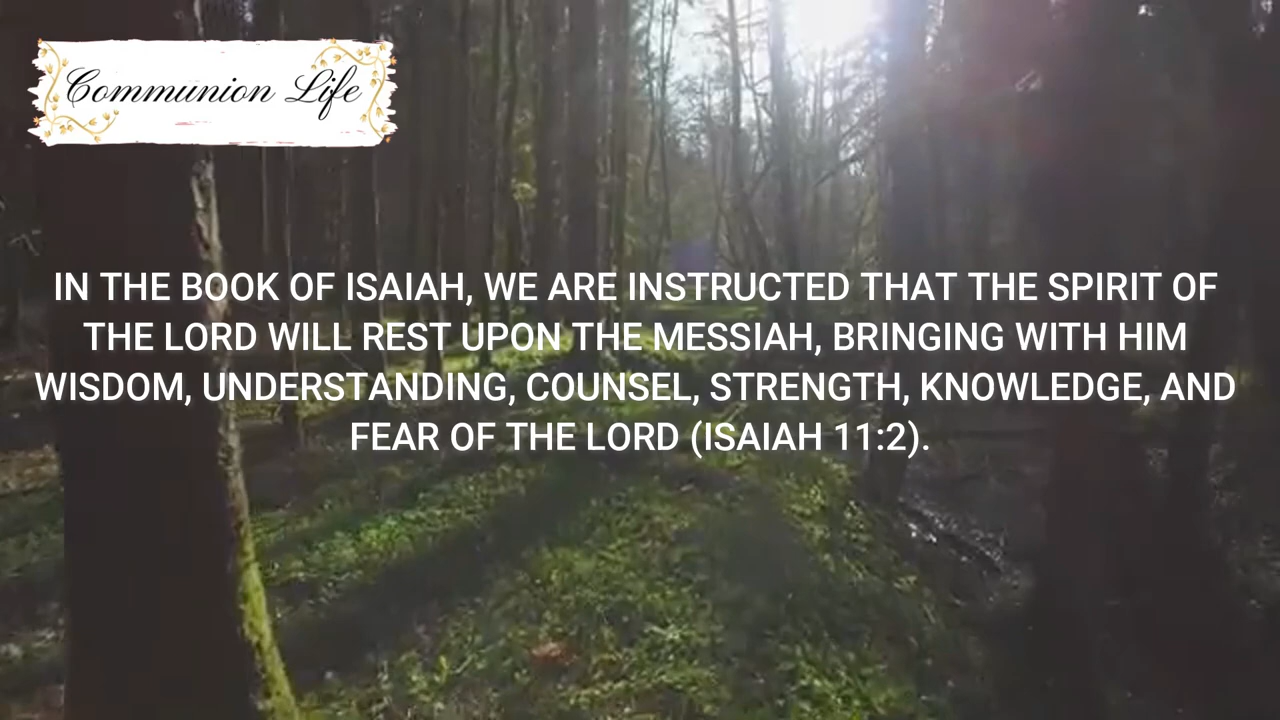 Communion Life
IN THE BOOK OF ISAIAH, WE ARE INSTRUCTED THAT THE SPIRIT OF
THE LORD WILL REST UPON THE MESSIAH, BRINGING WITH HIM
WISDOM, UNDERSTANDING, COUNSEL, STRENGTH, KNOWLEDGE, AND
FEAR OF THE LORD (ISAIAH 11:2).